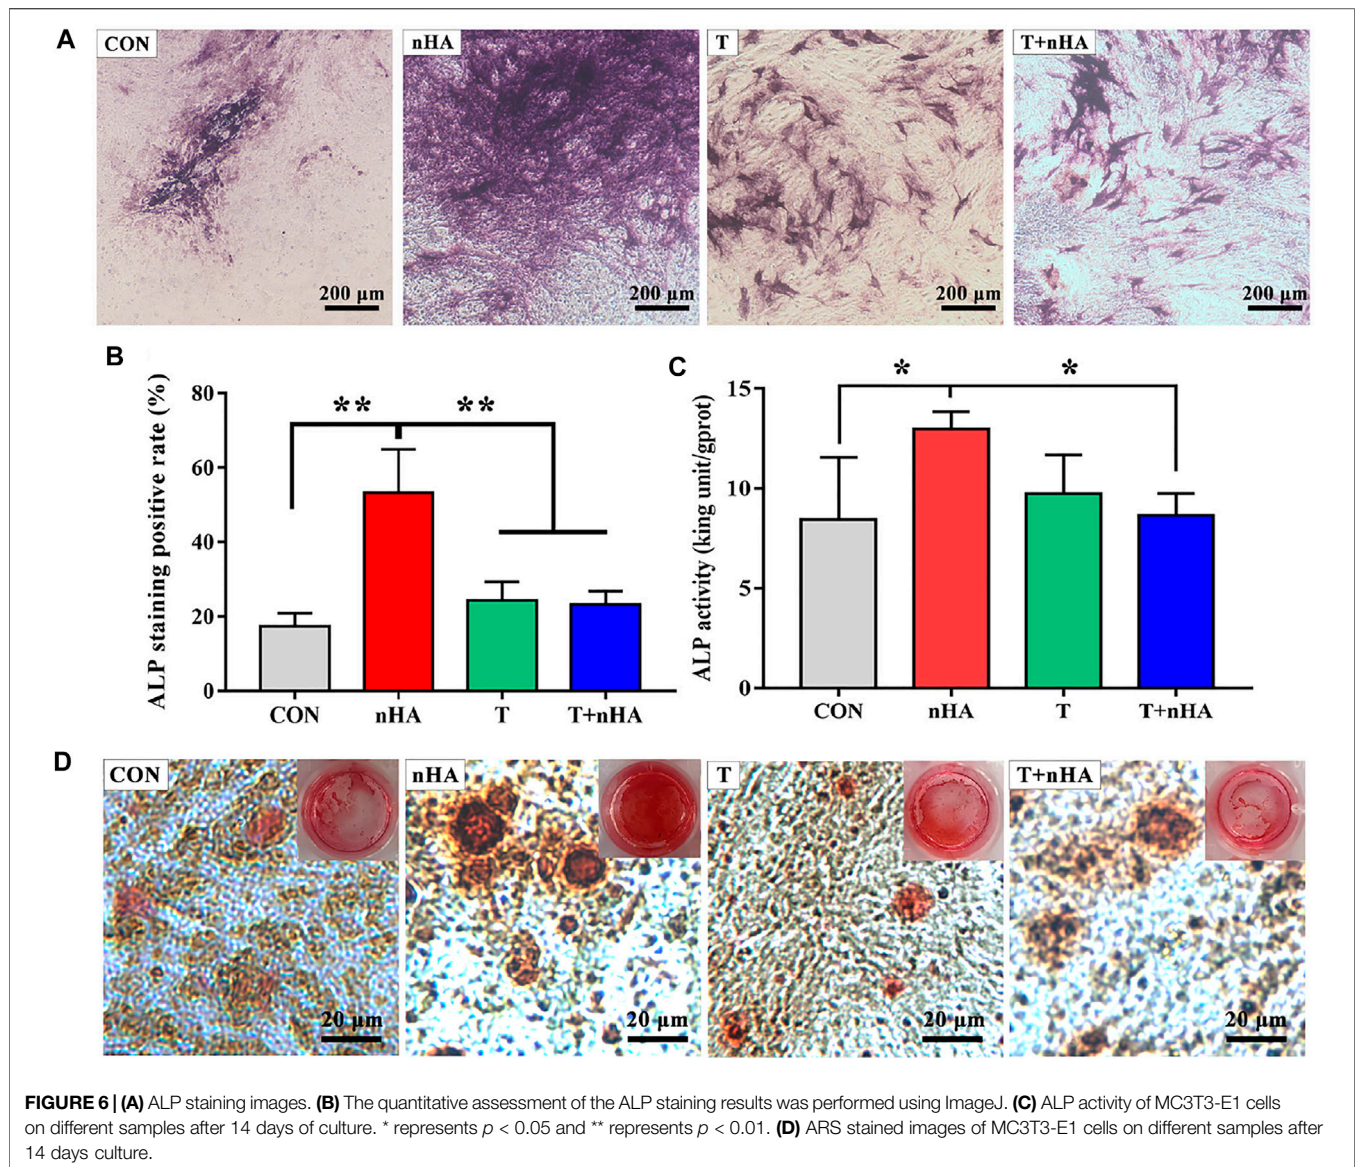 A
CON
nHA
T
T+nHA
200 µm
200 µm
200 µm
200 µm
B
ALP staining positive rate (%)
80
60
40
20
0
** **
CON nHA T T+nHA
C
ALP activity (king unit/gprot)
15
10
5
0
* *
CON nHA T T+nHA
D
CON
nHA
T
T+nHA
20 µm
20 µm
20 µm
20 µm
FIGURE 6 | (A) ALP staining images. (B) The quantitative assessment of the ALP staining results was performed using ImageJ. (C) ALP activity of MC3T3-E1 cells
on different samples after 14 days of culture. * represents p < 0.05 and ** represents p < 0.01. (D) ARS stained images of MC3T3-E1 cells on different samples after
14 days culture.